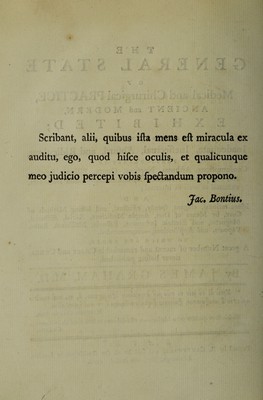 Scribant, alii, quibus iſta mens eſt miracula ex
auditu, ego, quod hiſce oculis, et qualicunque
meo judicio percepi vobis ſpectandum propono.
Jac. Bontius.